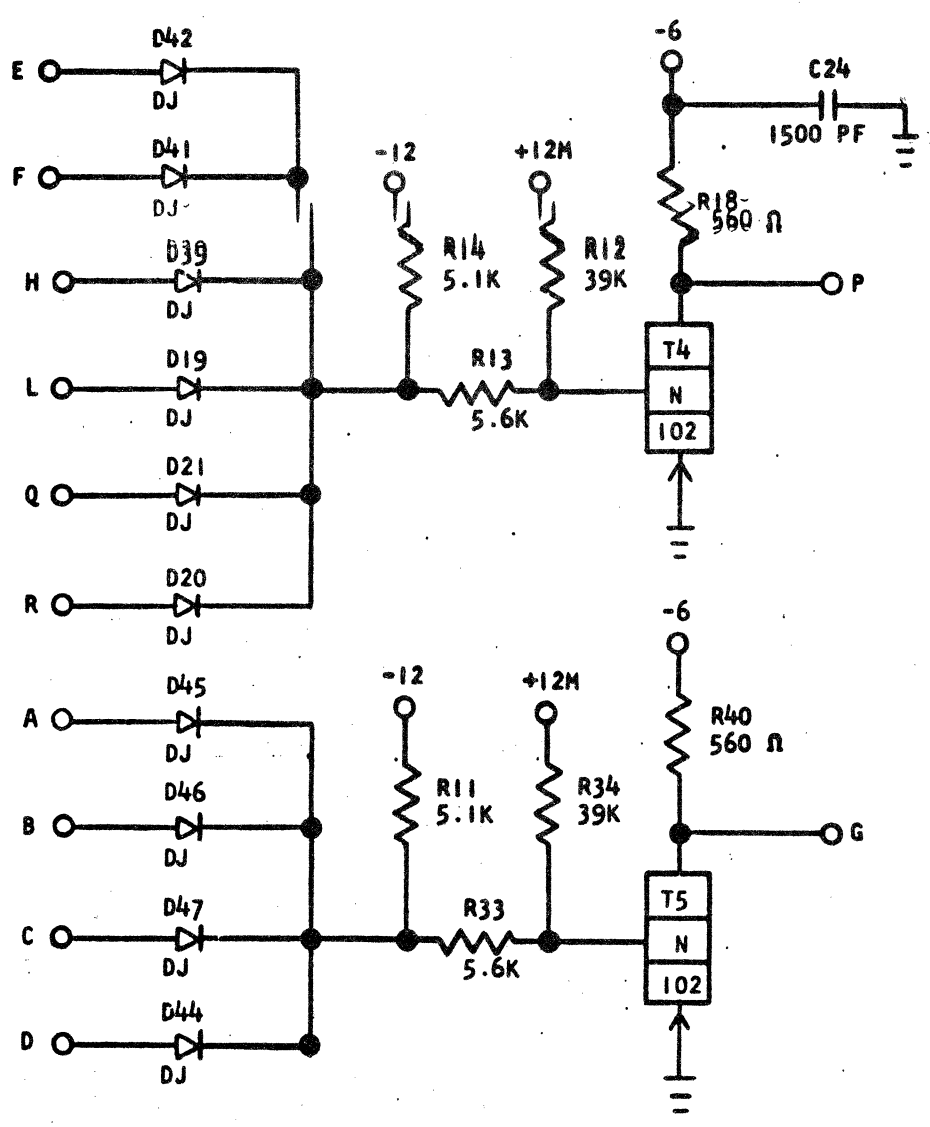 D42
E
DJ
D41
F
DJ
D39
H
DJ
D19
L
DJ
D21
Q
DJ
D20
R
DJ
-12
+12M
R14
5.1K
R12
39K
R13
5.6K
-6
C24
1500 PF
R18
560 Ω
P
T4
N
102
D45
A
DJ
D46
B
DJ
D47
C
DJ
D44
D
DJ
-12
+12M
R11
5.1K
R34
39K
R33
5.6K
-6
R40
560 Ω
G
T5
N
102